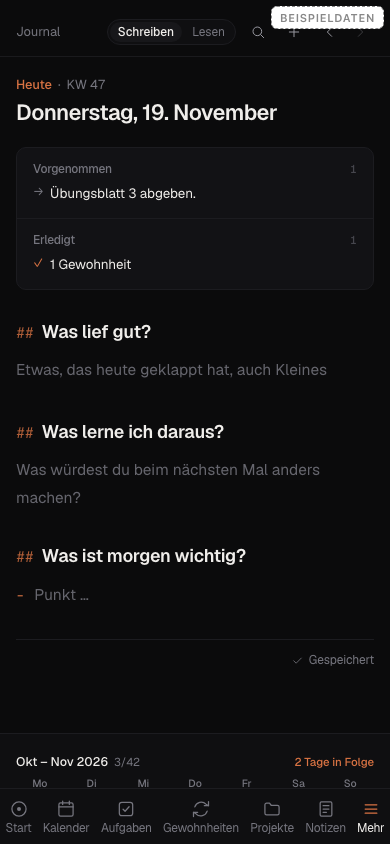 BEISPIELDATEN
Journal
Schreiben Lesen
Heute · KW 47
Donnerstag, 19. November
Vorgenommen 1
→ Übungsblatt 3 abgeben.
Erledigt 1
✓ 1 Gewohnheit
## Was lief gut?
Etwas, das heute geklappt hat, auch Kleines
## Was lerne ich daraus?
Was würdest du beim nächsten Mal anders
machen?
## Was ist morgen wichtig?
- Punkt ...
✓ Gespeichert
Okt – Nov 2026 3/42 2 Tage in Folge
Mo Di Mi Do Fr Sa So
Start Kalender Aufgaben Gewohnheiten Projekte Notizen Mehr